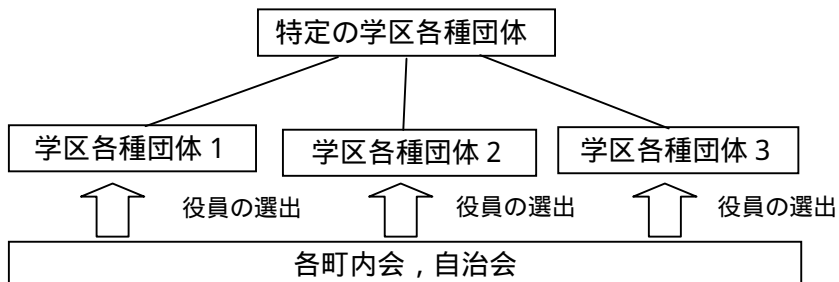 特定の学区各種団体
学区各種団体1
学区各種団体2
学区各種団体3
役員の選出
役員の選出
役員の選出
各町内会,自治会